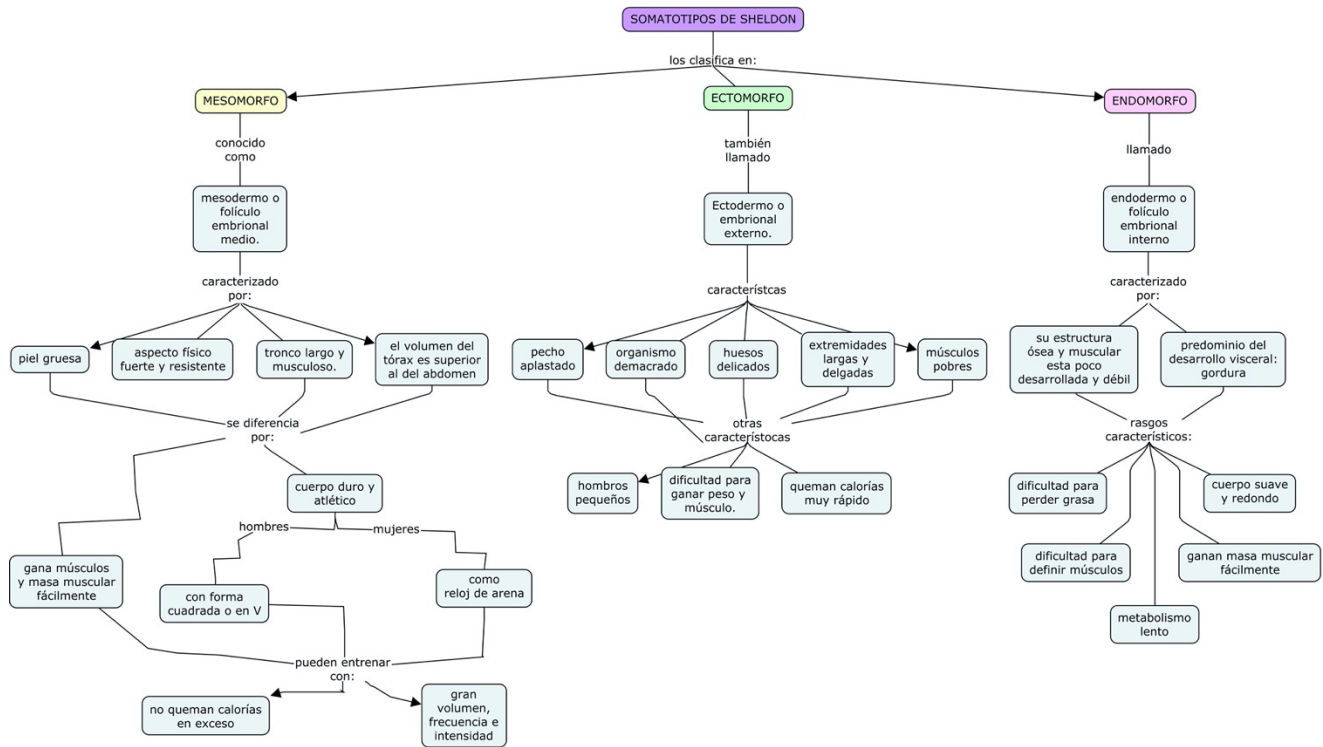 SOMATOTIPOS DE SHELDON
los clasifica en:
MESOMORFO
conocido
como
mesodermo o
folículo
embrional
medio.
caracterizado
por:
piel gruesa
aspecto físico
fuerte y resistente
tronco largo y
musculoso.
el volumen del
tórax es superior
al del abdomen
se diferencia
por:
cuerpo duro y
atlético
hombres
mujeres
gana músculos
y masa muscular
fácilmente
con forma
cuadrada o en V
como
reloj de arena
pueden entrenar
con:
no queman calorías
en exceso
gran
volumen,
frecuencia e
intensidad
ECTOMORFO
también
llamado
Ectodermo o
embrional
externo.
característcas
pecho
aplastado
organismo
demacrado
huesos
delicados
extremidades
largas y
delgadas
músculos
pobres
otras
característocas
hombros
pequeños
dificultad para
ganar peso y
músculo.
queman calorías
muy rápido
ENDOMORFO
llamado
endodermo o
folículo
embrional
interno
caracterizado
por:
su estructura
ósea y muscular
esta poco
desarrollada y débil
predominio del
desarrollo visceral:
gordura
rasgos
característicos:
dificultad para
perder grasa
cuerpo suave
y redondo
dificultad para
definir músculos
ganan masa muscular
fácilmente
metabolismo
lento